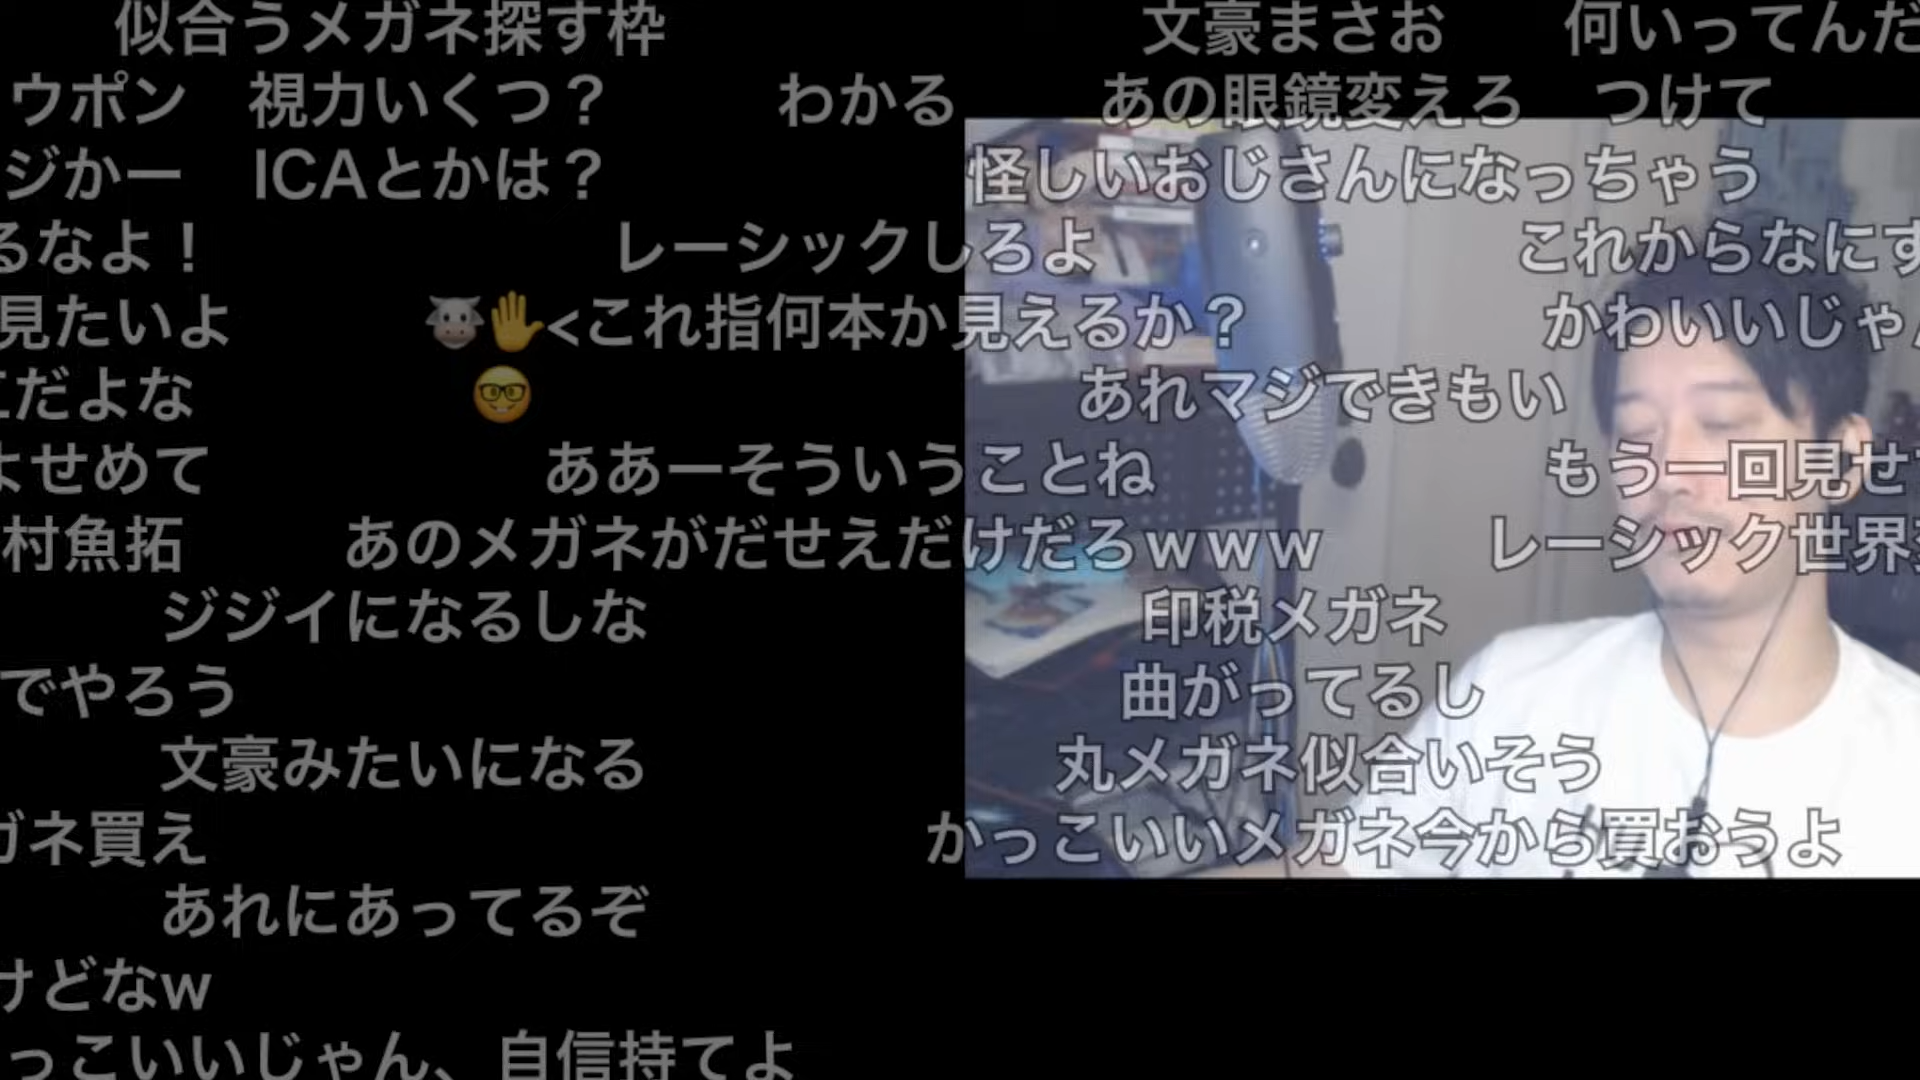 似合うメガネ探す枠 文豪まさお 何いってんだ
ウポン 視力いくつ？ わかる あの眼鏡変えろ つけて
ジかー ICAとかは？ 怪しいおじさんになっちゃう
るなよ！ レーシックしろよ これからなにす
見たいよ 🐮✋<これ指何本か見えるか？ かわいいじゃん
だよな 🤓 あれマジできもい
よせめて ああーそういうことね もう一回見せて
村魚拓 あのメガネがだせえだけだろｗｗｗ レーシック世界
ジジイになるしな 印税メガネ
でやろう 曲がってるし
文豪みたいになる 丸メガネ似合いそう
ガネ買え かっこいいメガネ今から買おうよ
あれにあってるぞ
けどなw
っこいいじゃん、自信持てよ